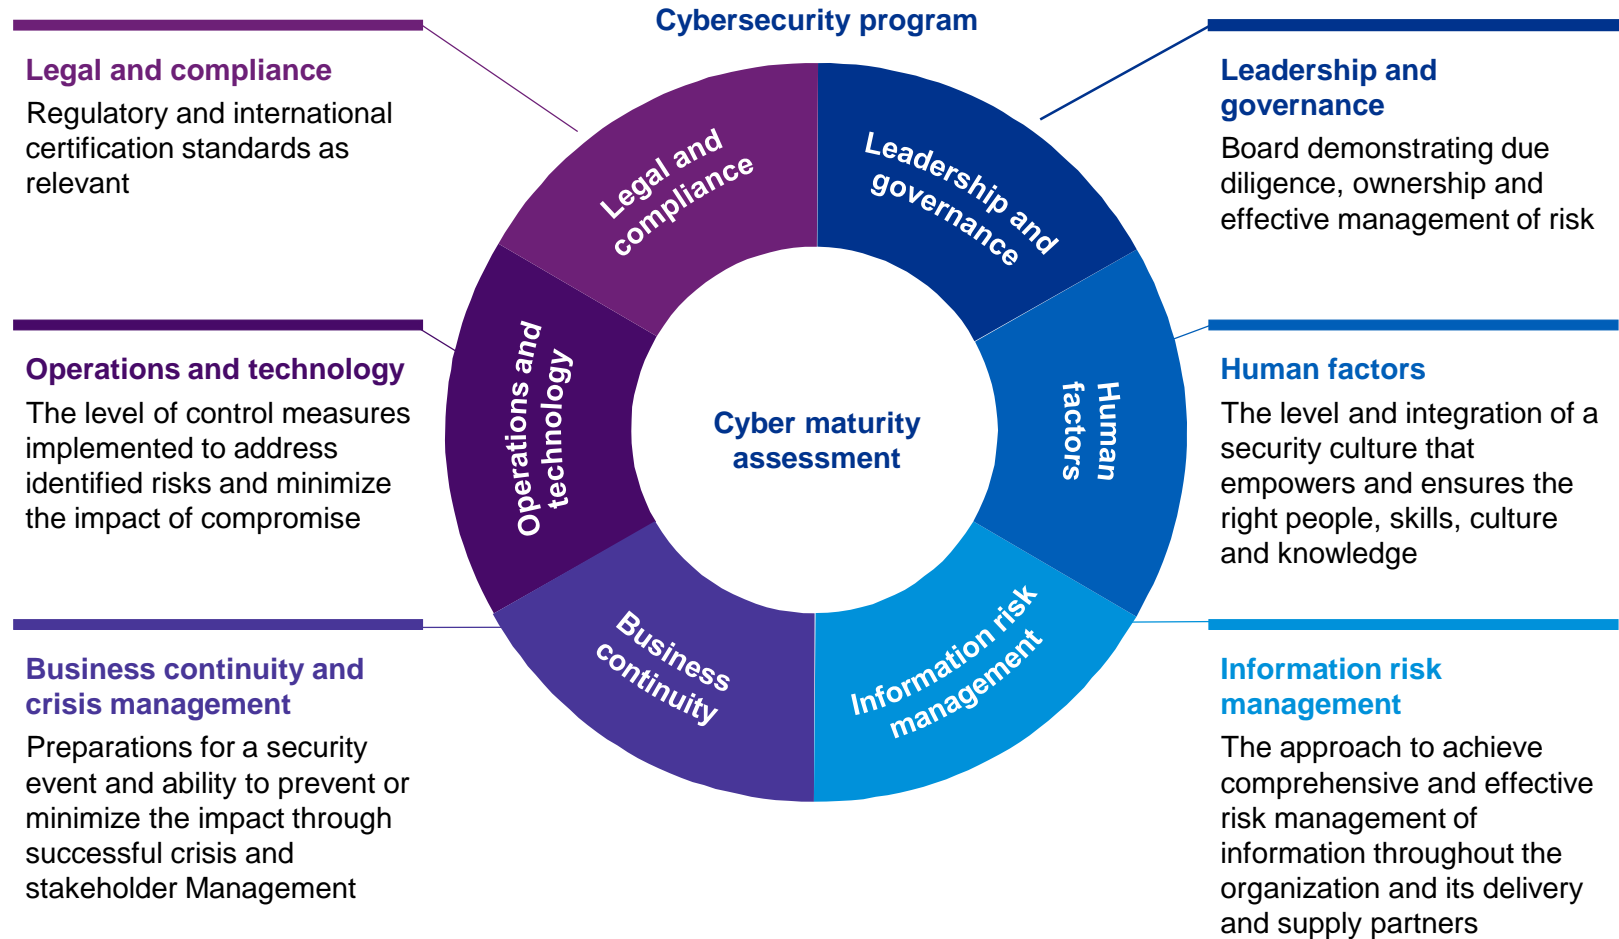 Cybersecurity program
Legal and compliance
Regulatory and international
certification standards as
relevant
Operations and technology
The level of control measures
implemented to address
identified risks and minimize
the impact of compromise
Business continuity and
crisis management
Preparations for a security
event and ability to prevent or
minimize the impact through
successful crisis and
stakeholder Management
Legal and
compliance
Leadership and
governance
Operations and
technology
Cyber maturity
assessment
Human
factors
Business
continuity
Information risk
management
Leadership and
governance
Board demonstrating due
diligence, ownership and
effective management of risk
Human factors
The level and integration of a
security culture that
empowers and ensures the
right people, skills, culture
and knowledge
Information risk
management
The approach to achieve
comprehensive and effective
risk management of
information throughout the
organization and its delivery
and supply partners